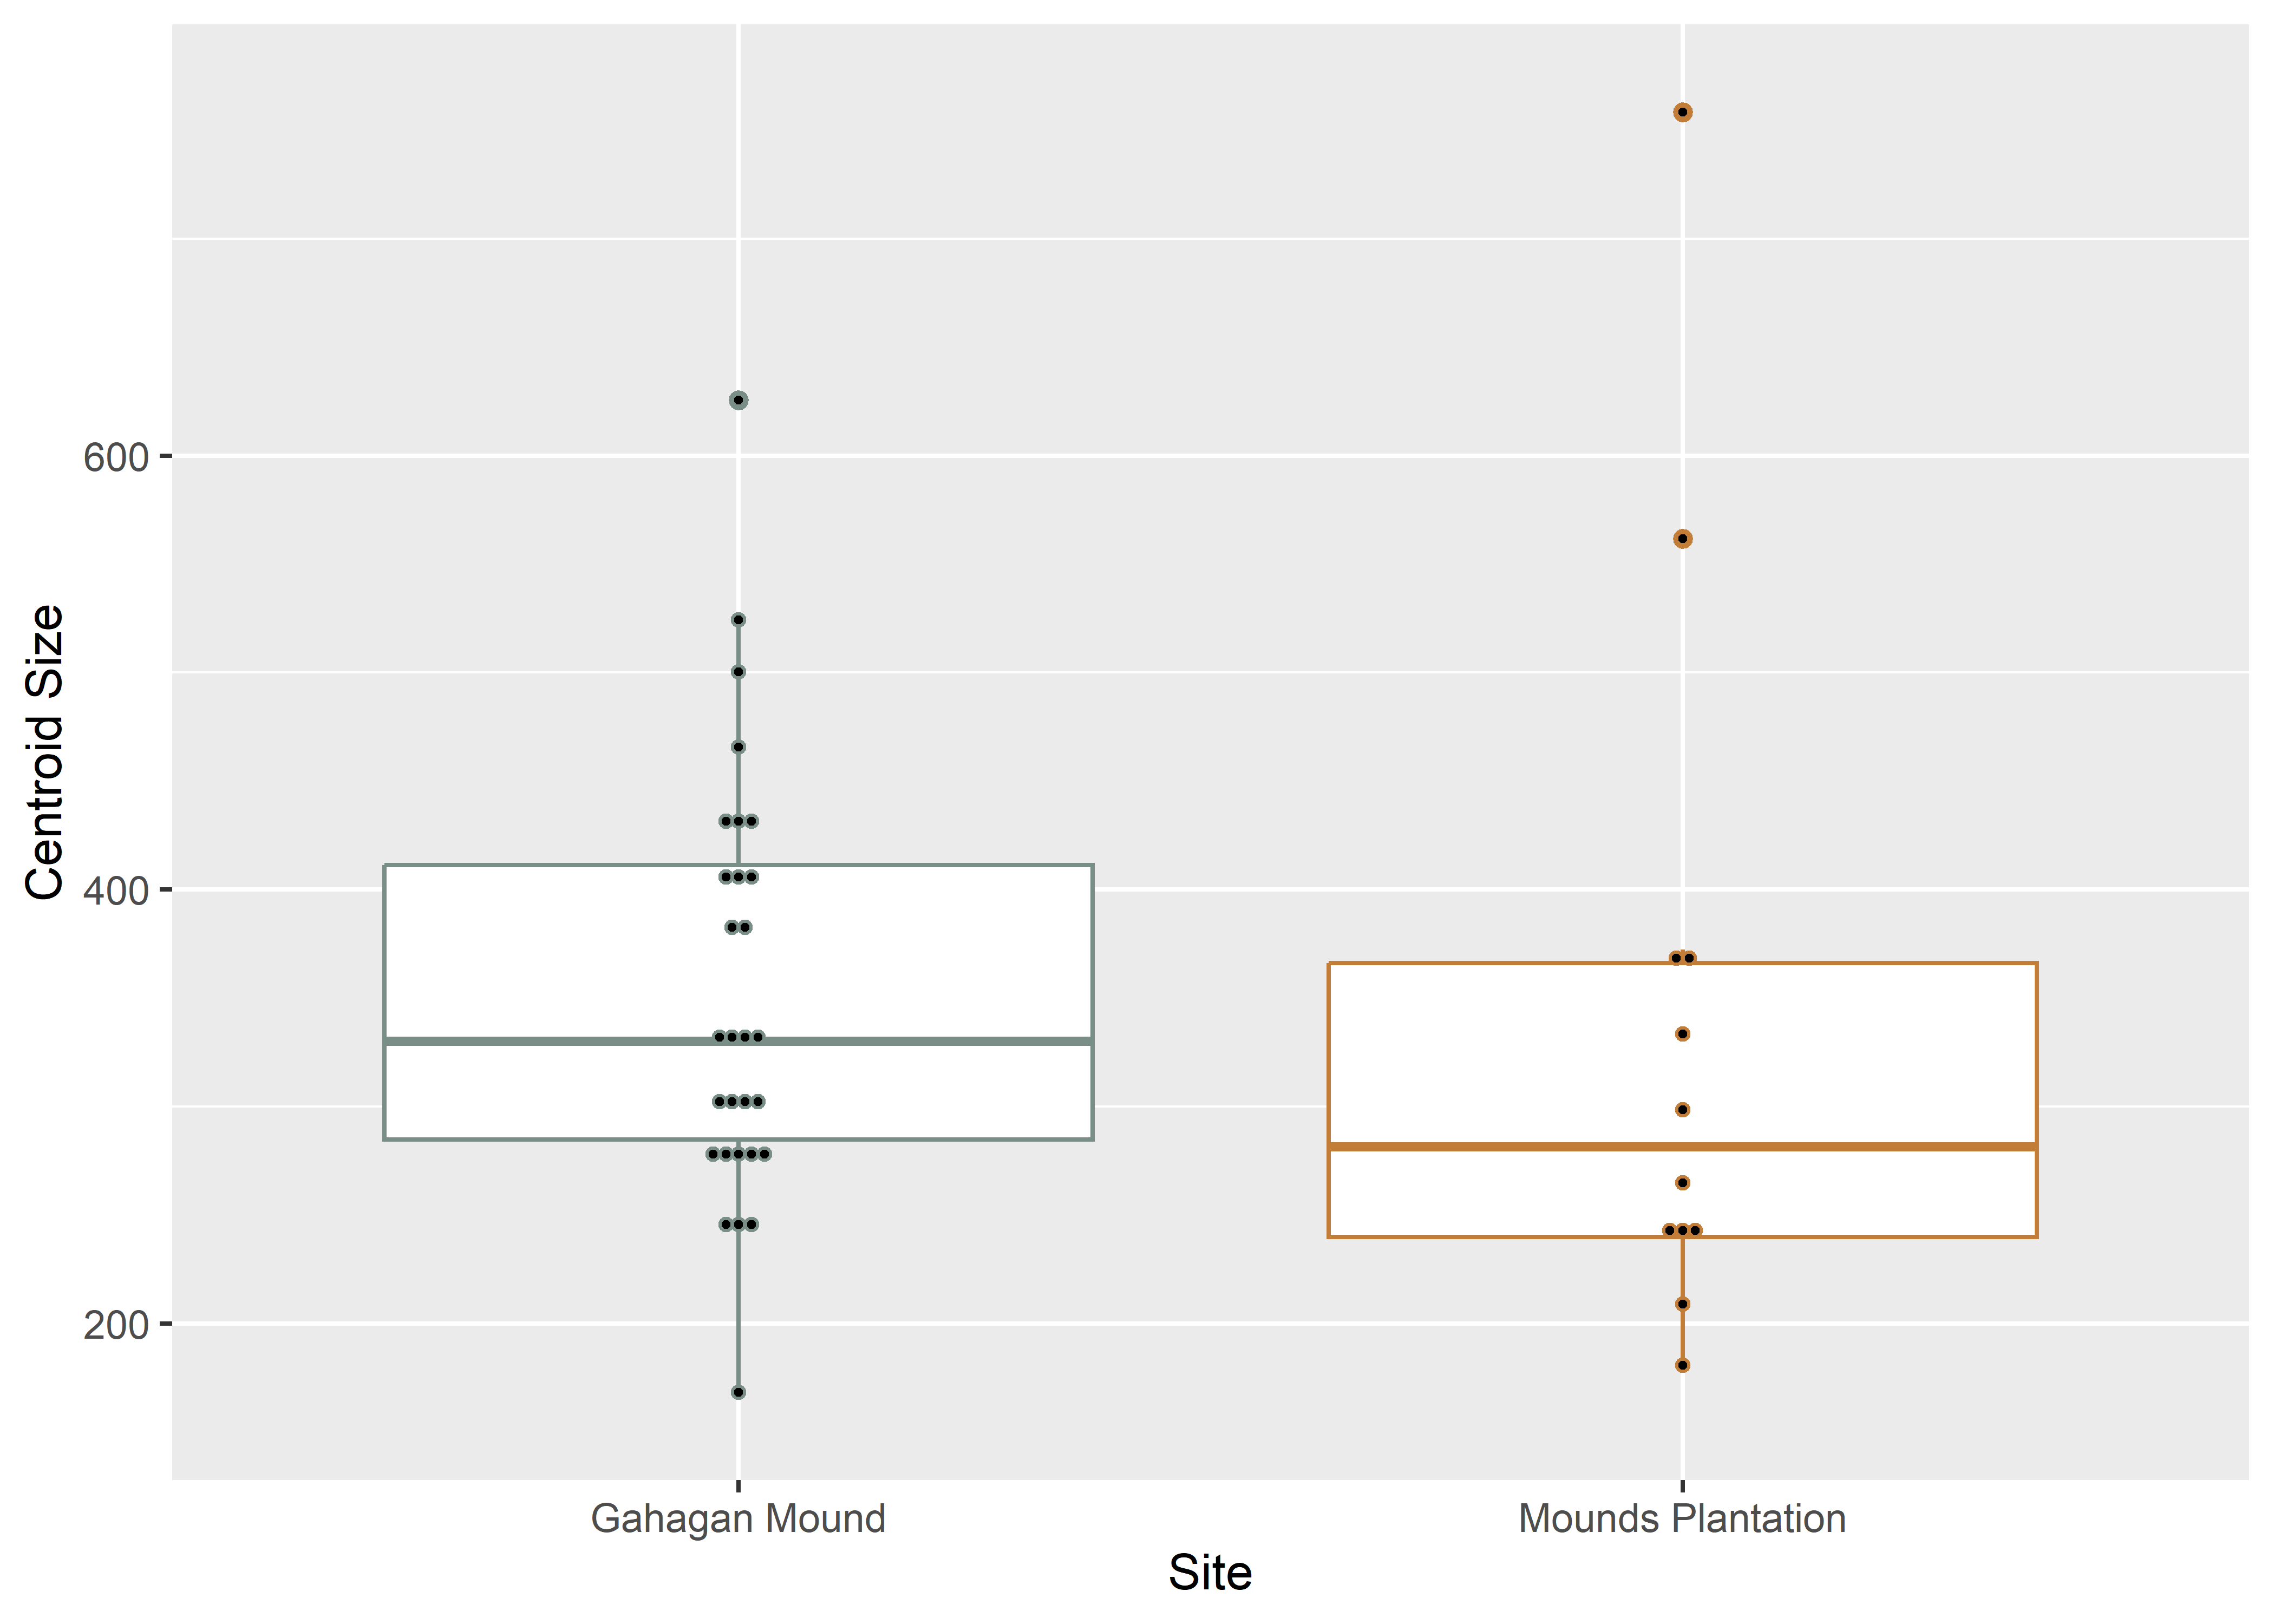 Centroid Size
600
400
200
Gahagan Mound
Mounds Plantation
Site